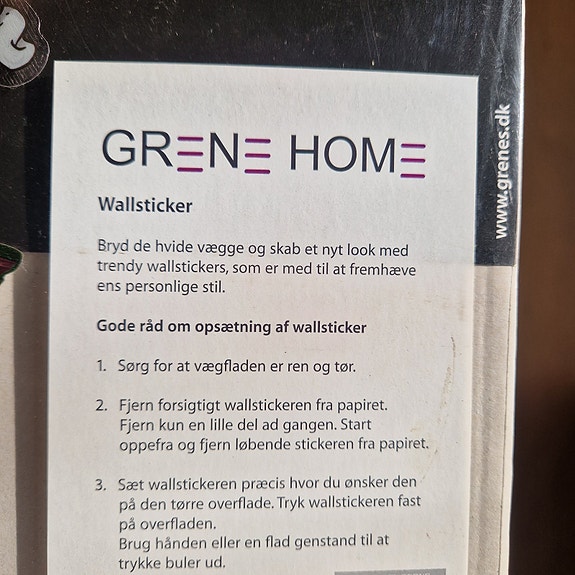 GRENE HOME
www.grenes.dk
Wallsticker
Bryd de hvide vægge og skab et nyt look med
trendy wallstickers, som er med til at fremhæve
ens personlige stil.
Gode råd om opsætning af wallsticker
1. Sørg for at vægfladen er ren og tør.
2. Fjern forsigtigt wallstickeren fra papiret.
Fjern kun en lille del ad gangen. Start
oppefra og fjern løbende stickeren fra papiret.
3. Sæt wallstickeren præcis hvor du ønsker den
på den tørre overflade. Tryk wallstickeren fast
på overfladen.
Brug hånden eller en flad genstand til at
trykke buler ud.